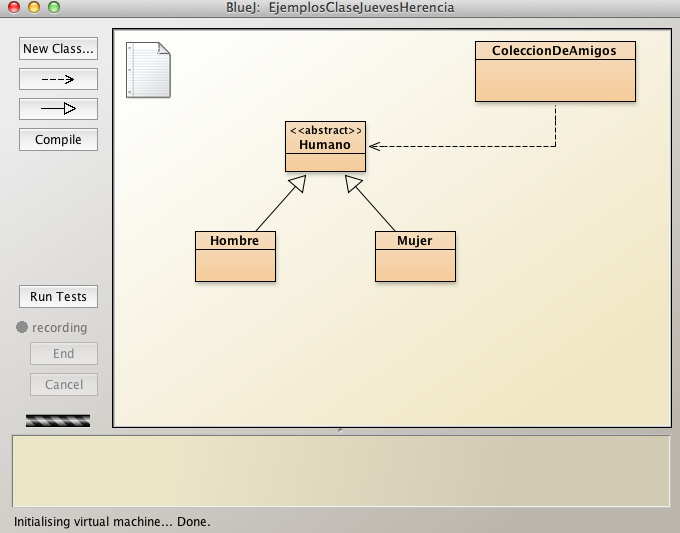 BlueJ: EjemplosClaseJuevesHerencia
New Class...
Compile
ColeccionDeAmigos
<<abstract>>
Humano
Hombre
Mujer
Run Tests
recording
End
Cancel
Initialising virtual machine... Done.